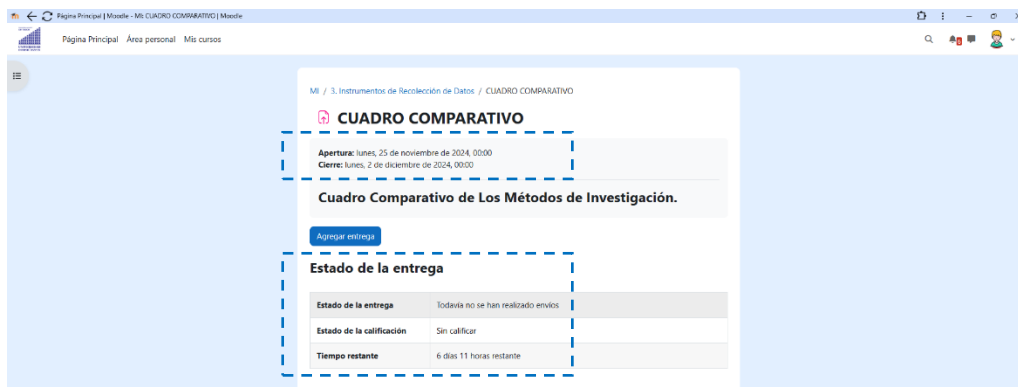 Página Principal | Moodle - MI: CUADRO COMPARATIVO | Moodle
Página Principal Área personal Mis cursos
MI / 3. Instrumentos de Recolección de Datos / CUADRO COMPARATIVO
CUADRO COMPARATIVO
Apertura: lunes, 25 de noviembre de 2024, 00:00
Cierre: lunes, 2 de diciembre de 2024, 00:00
Cuadro Comparativo de Los Métodos de Investigación.
Agregar entrega
Estado de la entrega
Estado de la entrega Todavía no se han realizado envíos
Estado de la calificación Sin calificar
Tiempo restante 6 días 11 horas restante